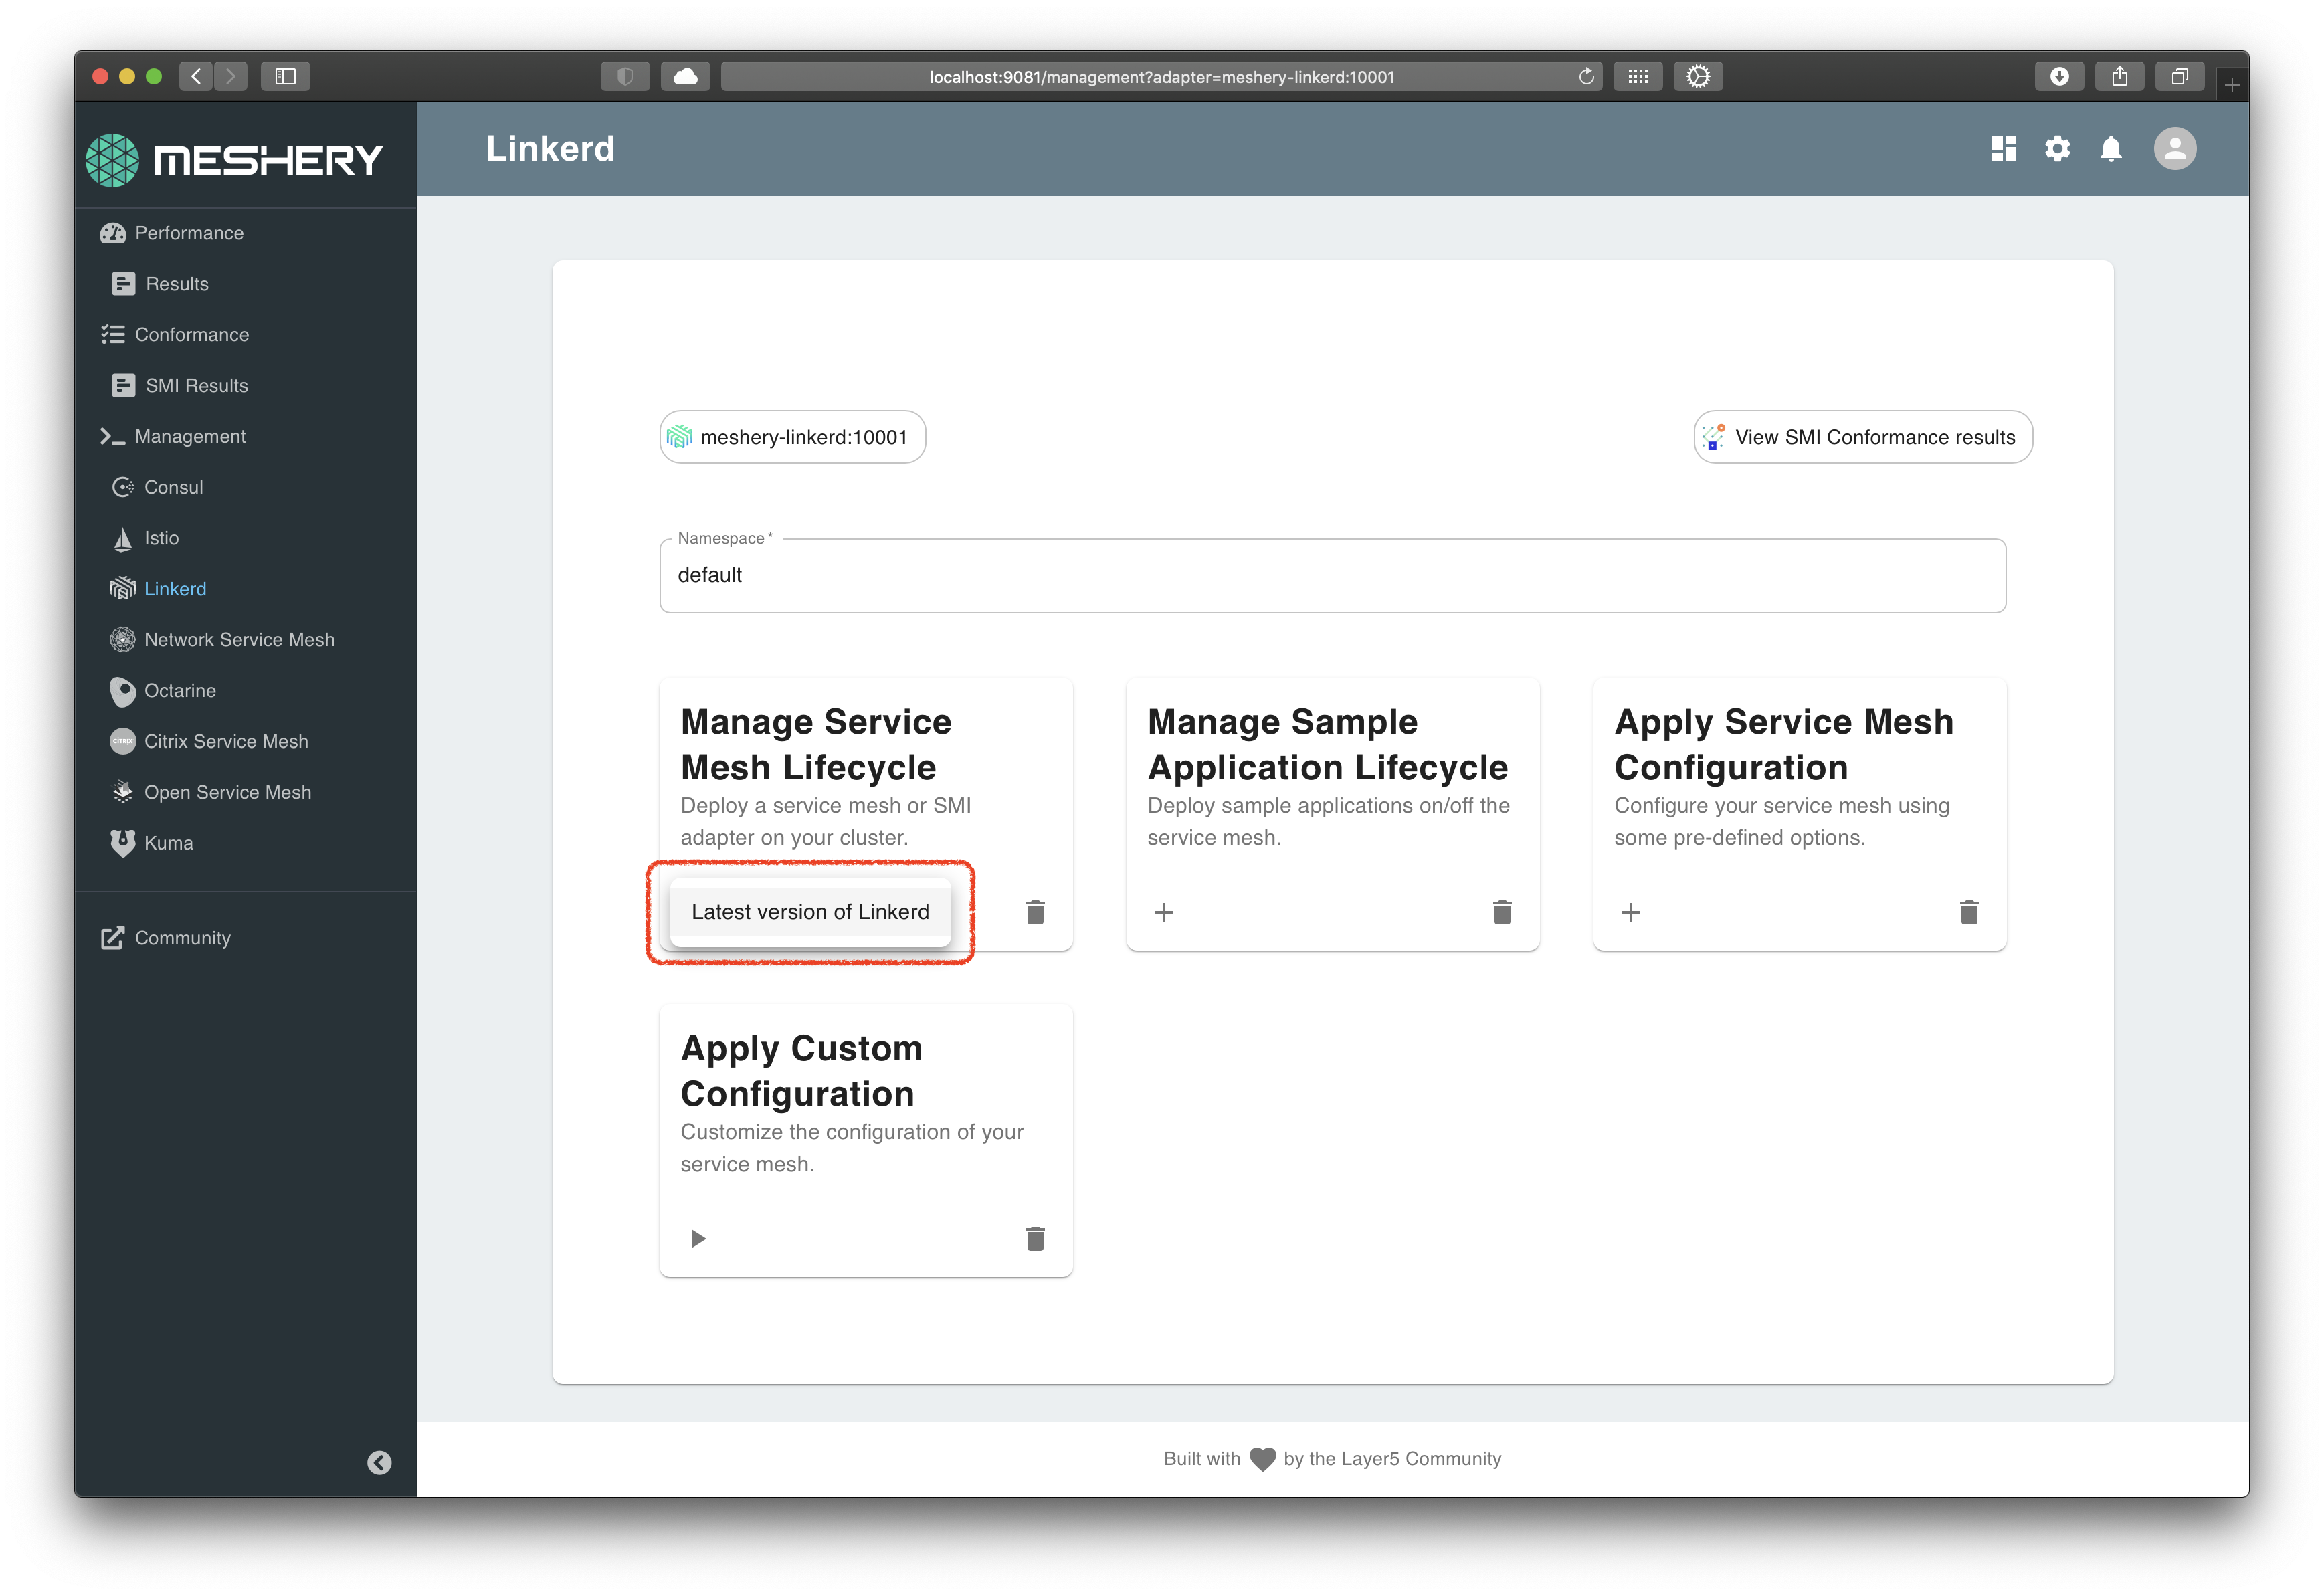 localhost:9081/management?adapter=meshery-linkerd:10001
MESHERY
Linkerd
Performance
Results
Conformance
SMI Results
Management
Consul
Istio
Linkerd
Network Service Mesh
Octarine
citrix
Citrix Service Mesh
Open Service Mesh
Kuma
Community
meshery-linkerd:10001
View SMI Conformance results
Namespace *
default
Manage Service
Mesh Lifecycle
Deploy a service mesh or SMI
adapter on your cluster.
Latest version of Linkerd
Manage Sample
Application Lifecycle
Deploy sample applications on/off the
service mesh.
Apply Service Mesh
Configuration
Configure your service mesh using
some pre-defined options.
Apply Custom
Configuration
Customize the configuration of your
service mesh.
Built with by the Layer5 Community